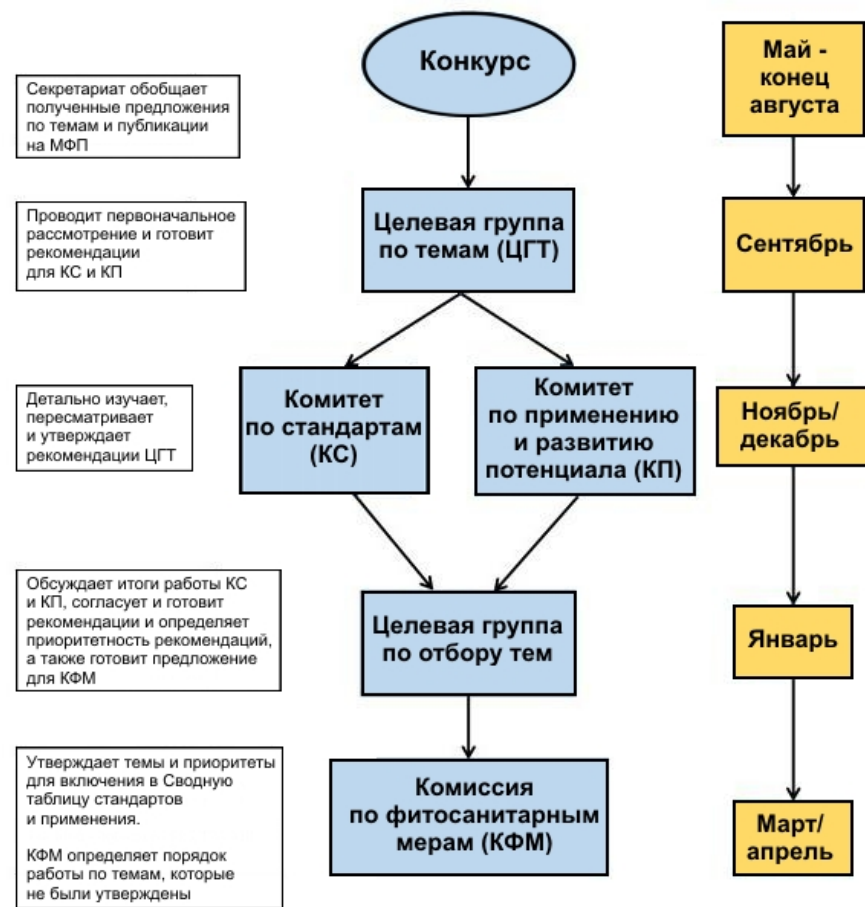 Конкурс
Май -
конец
августа
Секретариат обобщает
полученные предложения
по темам и публикации
на МФП
Проводит первоначальное
рассмотрение и готовит
рекомендации
для КС и КП
Целевая группа
по темам (ЦГТ)
Сентябрь
Детально изучает,
пересматривает
и утверждает
рекомендации ЦГТ
Комитет
по стандартам
(КС)
Комитет
по применению
и развитию
потенциала (КП)
Ноябрь/
декабрь
Обсуждает итоги работы КС
и КП, согласует и готовит
рекомендации и определяет
приоритетность рекомендаций,
а также готовит предложение
для КФМ
Целевая группа
по отбору тем
Январь
Утверждает темы и приоритеты
для включения в Сводную
таблицу стандартов
и применения.
КФМ определяет порядок
работы по темам, которые
не были утверждены
Комиссия
по фитосанитарным
мерам (КФМ)
Март/
апрель